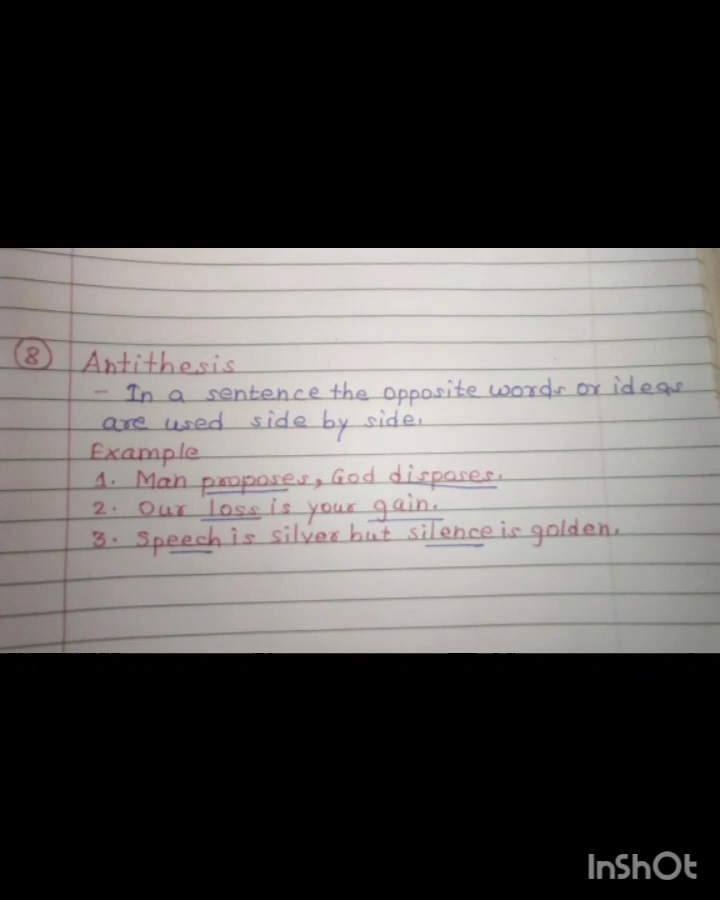 8 Antithesis
- In a sentence the opposite words or ideas
are used side by side.
Example
1. Man proposes, God disposes.
2. Our loss is your gain.
3. Speech is silver but silence is golden.
InShOt